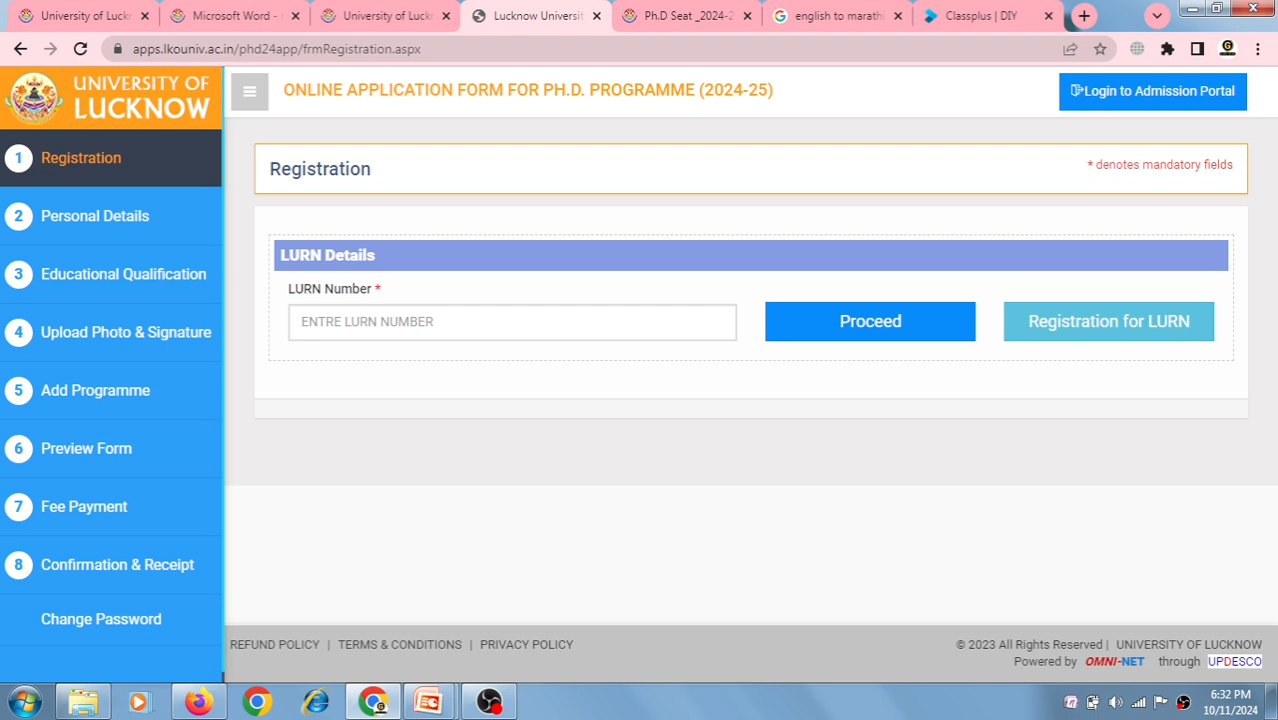 University of Luckn
Microsoft Word -
University of Luckn
Lucknow Universit
Ph.D Seat _2024-2
english to marathi
Classplus | DIY
apps.lkouniv.ac.in/phd24app/frmRegistration.aspx
UNIVERSITY OF
LUCKNOW
ONLINE APPLICATION FORM FOR PH.D. PROGRAMME (2024-25)
Login to Admission Portal
1 Registration
2 Personal Details
3 Educational Qualification
4 Upload Photo & Signature
5 Add Programme
6 Preview Form
7 Fee Payment
8 Confirmation & Receipt
Change Password
Registration
* denotes mandatory fields
LURN Details
LURN Number *
ENTRE LURN NUMBER
Proceed
Registration for LURN
REFUND POLICY | TERMS & CONDITIONS | PRIVACY POLICY
© 2023 All Rights Reserved | UNIVERSITY OF LUCKNOW
Powered by OMNI-NET through UPDESCO
6:32 PM
10/11/2024